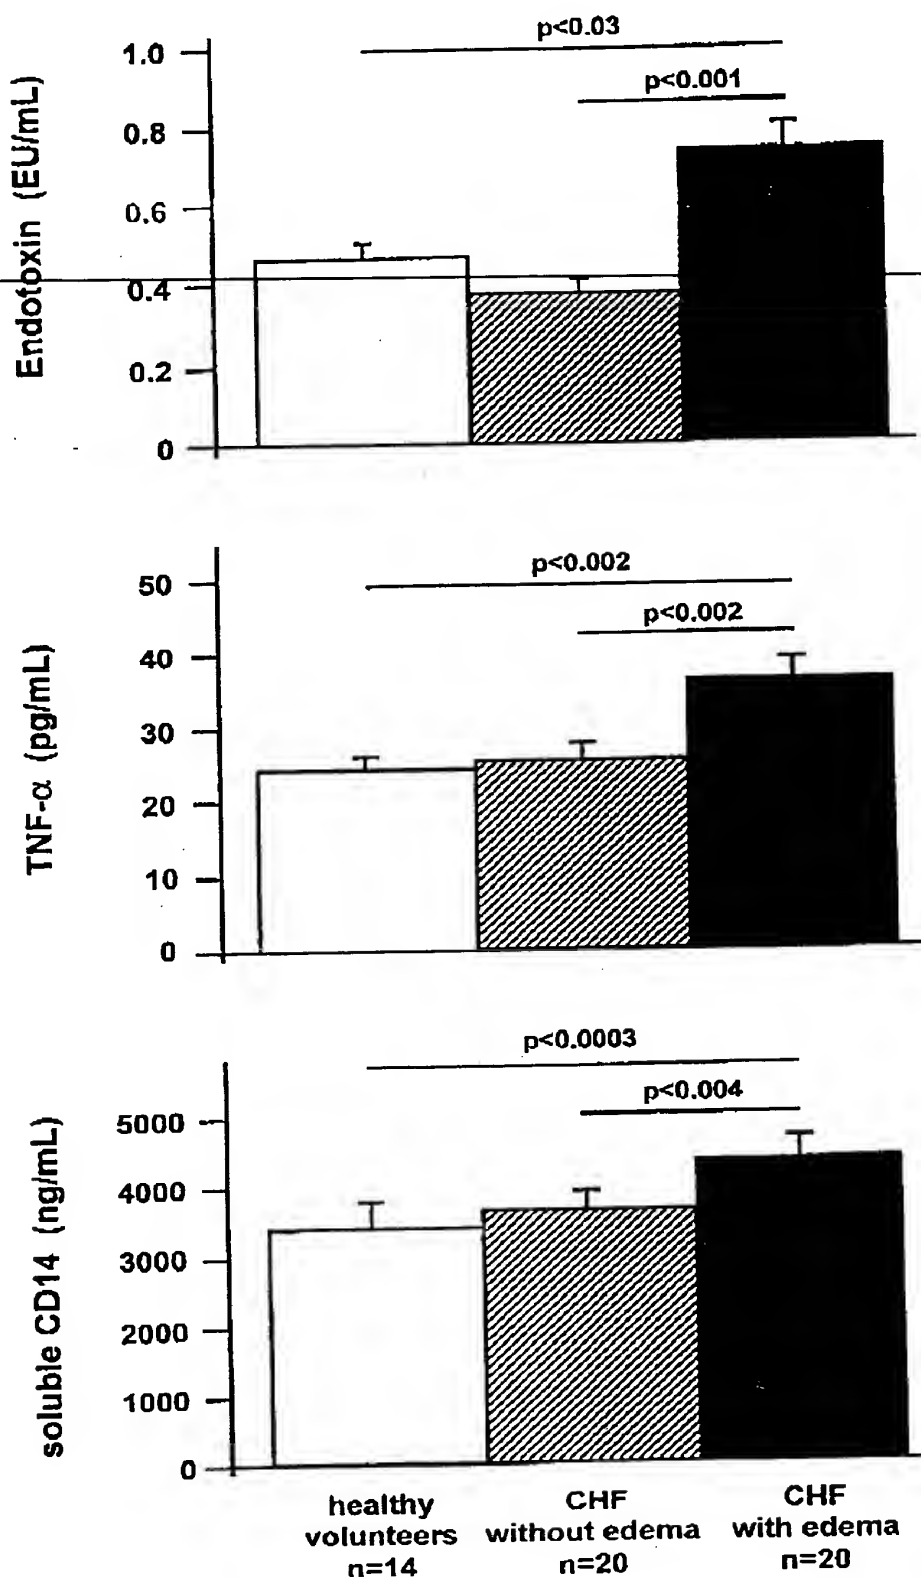 p<0.03
p<0.001
Endotoxin (EU/mL)
1.0
0.8
0.6
0.4
0.2
0
p<0.002
p<0.002
TNF-α (pg/mL)
50
40
30
20
10
0
p<0.0003
p<0.004
soluble CD14 (ng/mL)
5000
4000
3000
2000
1000
0
healthy
volunteers
n=14
CHF
without edema
n=20
CHF
with edema
n=20